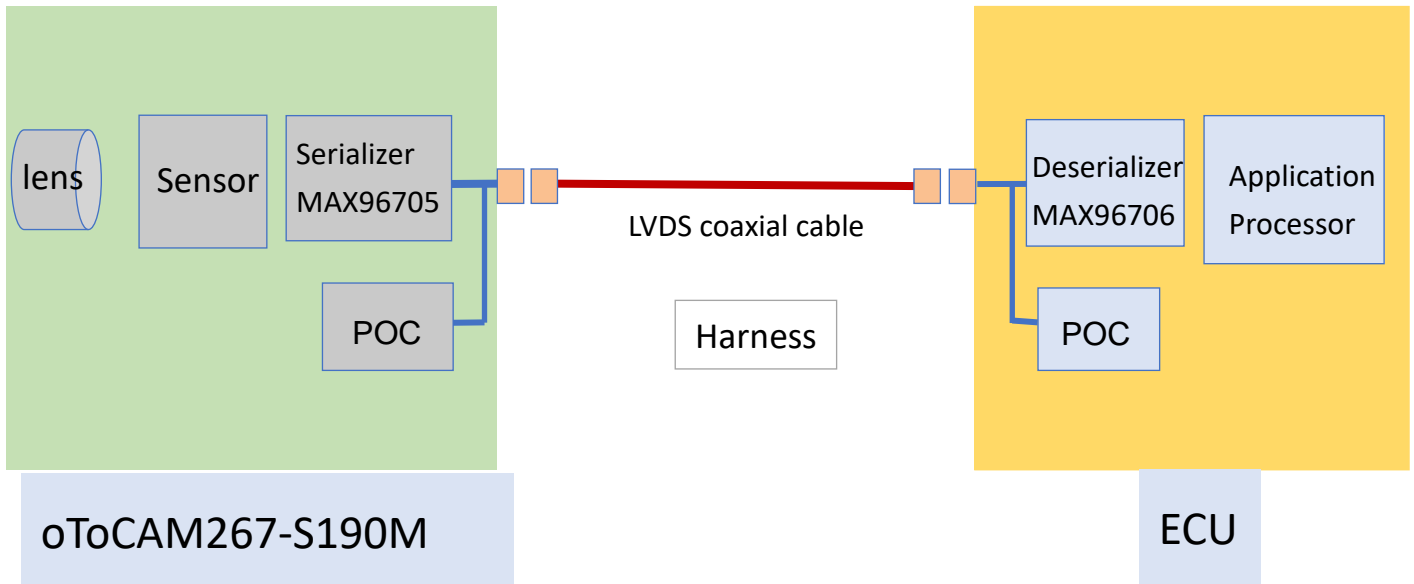 lens
Sensor
Serializer
MAX96705
POC
LVDS coaxial cable
Harness
Deserializer
MAX96706
Application
Processor
POC
oToCAM267-S190M
ECU